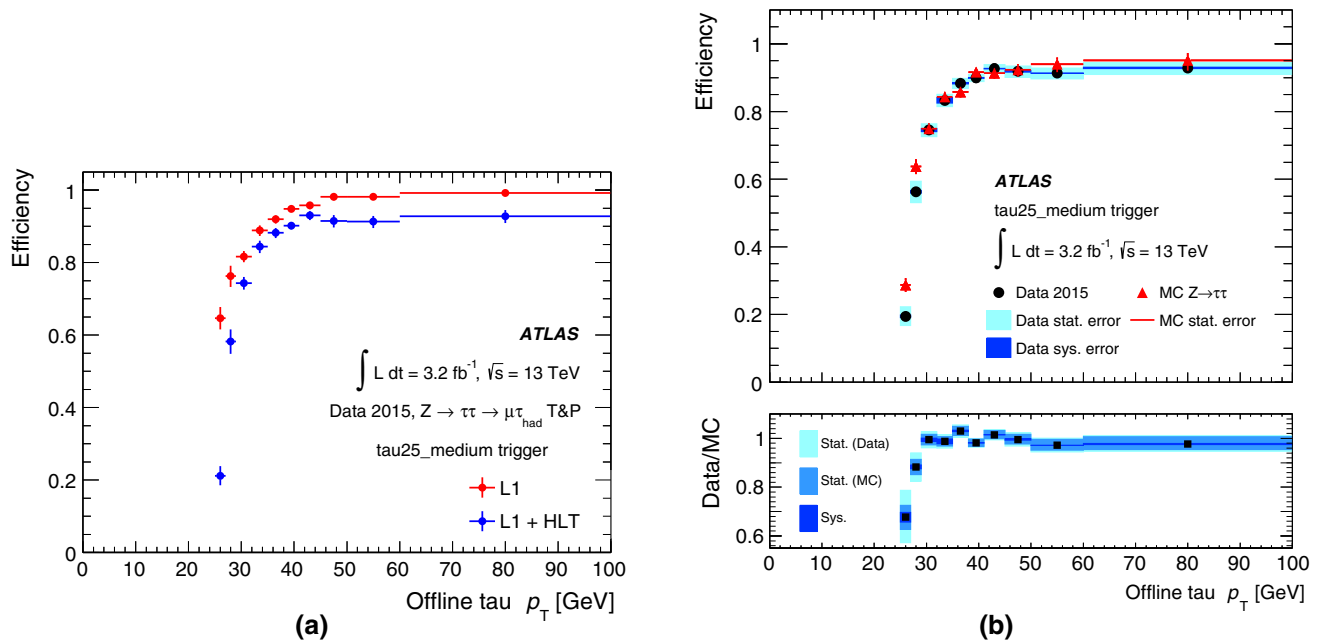 Efficiency
1
0.8
0.6
0.4
0.2
0
ATLAS
∫ L dt = 3.2 fb⁻¹, √s = 13 TeV
Data 2015, Z → ττ → μτ_had T&P
tau25_medium trigger
L1
L1 + HLT
0 10 20 30 40 50 60 70 80 90 100
Offline tau p_T [GeV]
(a)
Efficiency
1
0.8
0.6
0.4
0.2
0
ATLAS
tau25_medium trigger
∫ L dt = 3.2 fb⁻¹, √s = 13 TeV
Data 2015 MC Z→ττ
Data stat. error MC stat. error
Data sys. error
Data/MC
1
0.8
0.6
Stat. (Data)
Stat. (MC)
Sys.
0 10 20 30 40 50 60 70 80 90 100
Offline tau p_T [GeV]
(b)